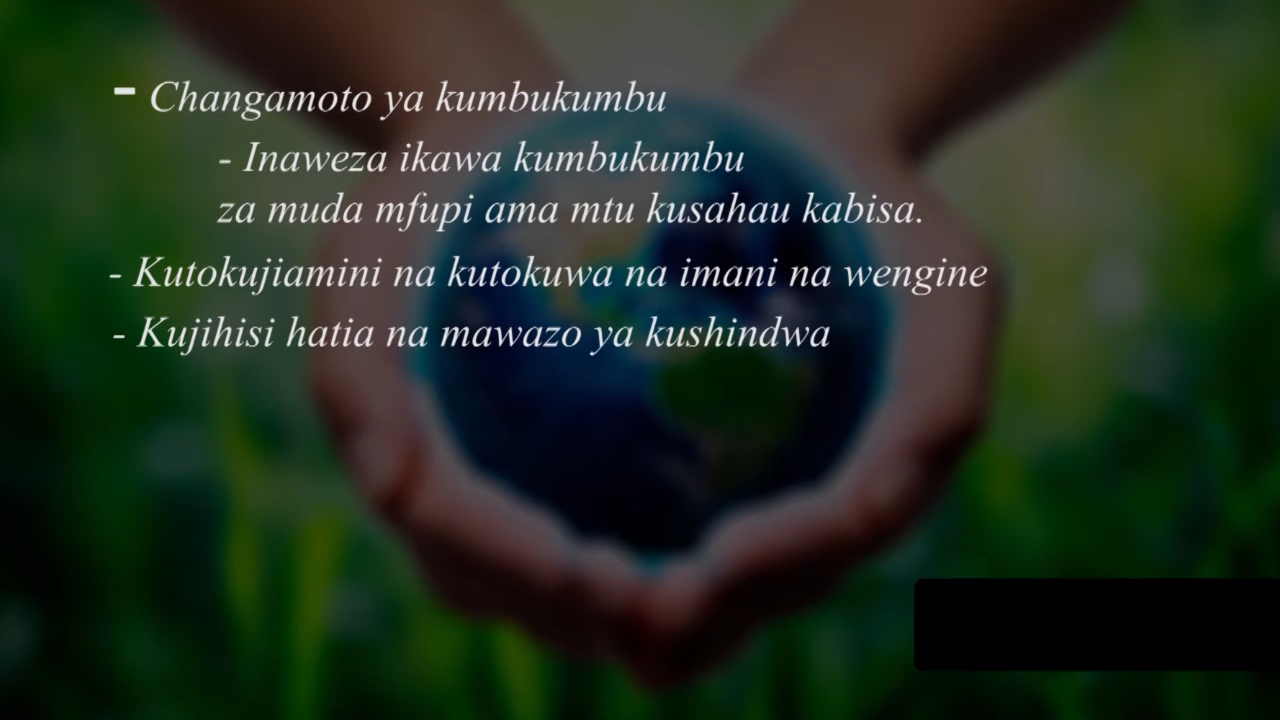 - Changamoto ya kumbukumbu
- Inaweza ikawa kumbukumbu
za muda mfupi ama mtu kusahau kabisa.
- Kutokujiamini na kutokuwa na imani na wengine
- Kujihisi hatia na mawazo ya kushindwa